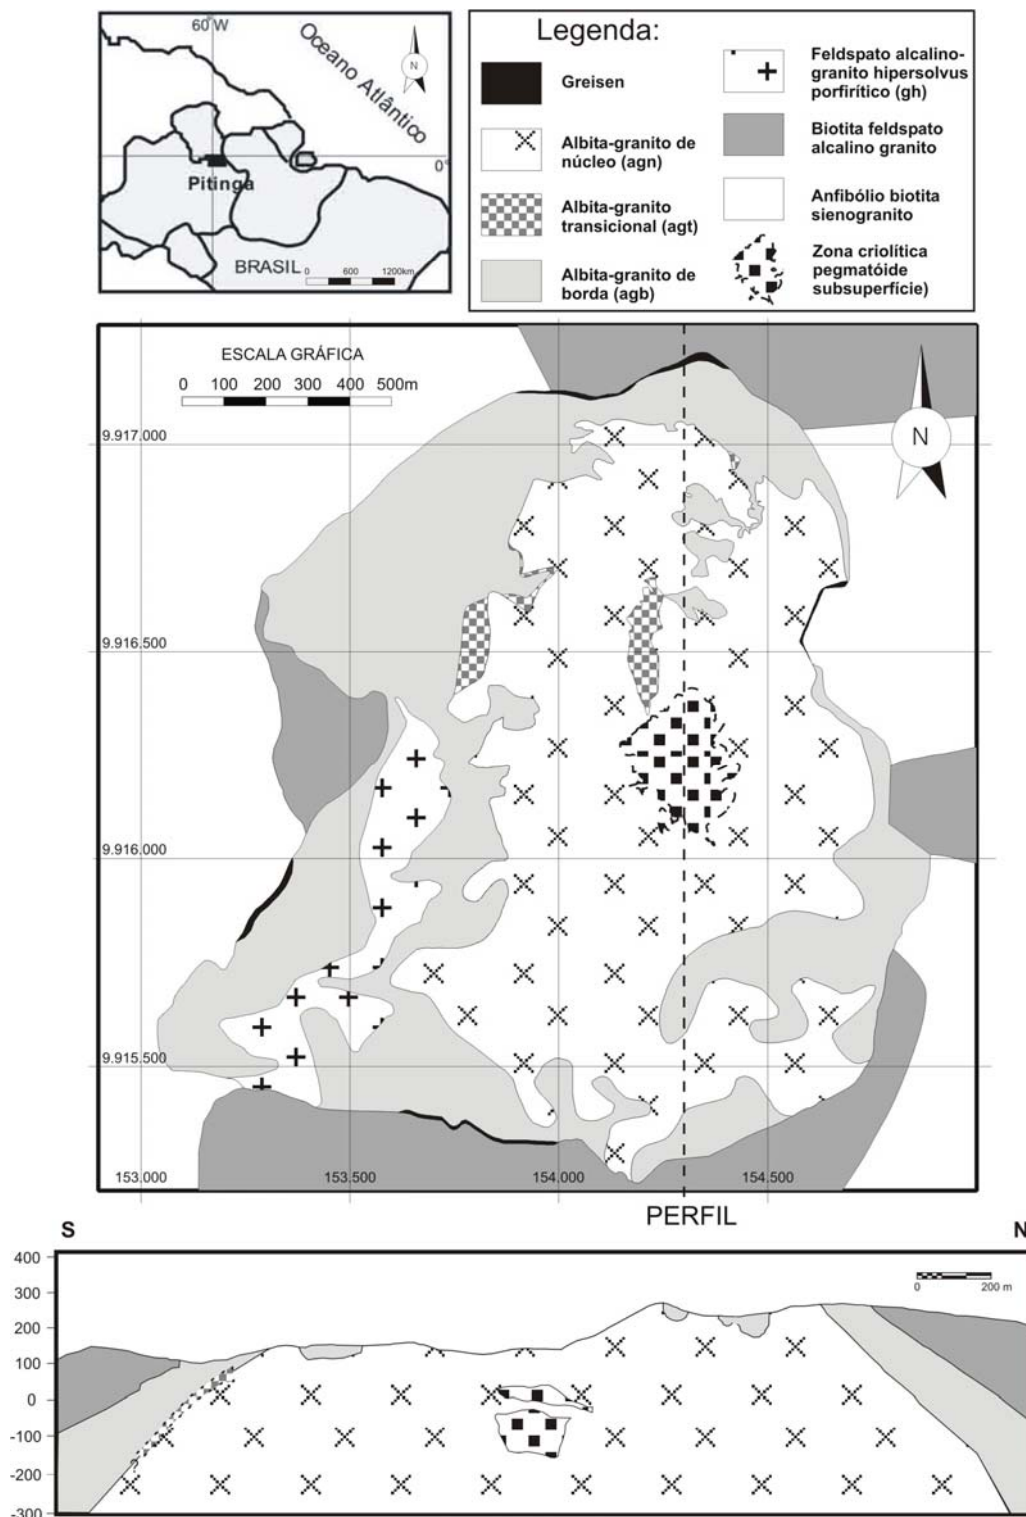 60 W
Oceano Atlântico
N
0°
Pitinga
BRASIL
0 600 1200km
Legenda:
Greisen
Albita-granito de
núcleo (agn)
Albita-granito
transicional (agt)
Albita-granito de
borda (agb)
Feldspato alcalino-
granito hipersolvus
porfirítico (gh)
Biotita feldspato
alcalino granito
Anfibólio biotita
sienogranito
Zona criolítica
pegmatóide
subsuperfície)
ESCALA GRÁFICA
0 100 200 300 400 500m
N
9.917.000
9.916.500
9.916.000
9.915.500
153.000 153.500 154.000 154.500
PERFIL
S N
400
300
200
100
0
-100
-200
-300
0 200 m
?